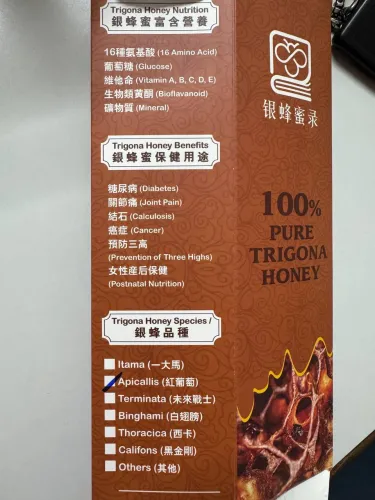 Trigona Honey Nutrition
銀蜂蜜富含營養
16種氨基酸 (16 Amino Acid)
葡萄糖 (Glucose)
維他命 (Vitamin A, B, C, D, E)
生物類黄酮 (Bioflavanoid)
礦物質 (Mineral)
Trigona Honey Benefits
銀蜂蜜保健用途
糖尿病 (Diabetes)
關節痛 (Joint Pain)
結石 (Calculosis)
癌症 (Cancer)
預防三高
(Prevention of Three Highs)
女性産后保健
(Postnatal Nutrition)
Trigona Honey Species /
銀蜂品種
Itama (一大馬)
Apicallis (紅葡萄)
Terminata (未來戰士)
Binghami (白翅膀)
Thoracica (西卡)
Califons (黑金剛)
Others (其他)
银蜂蜜录
100%
PURE
TRIGONA
HONEY